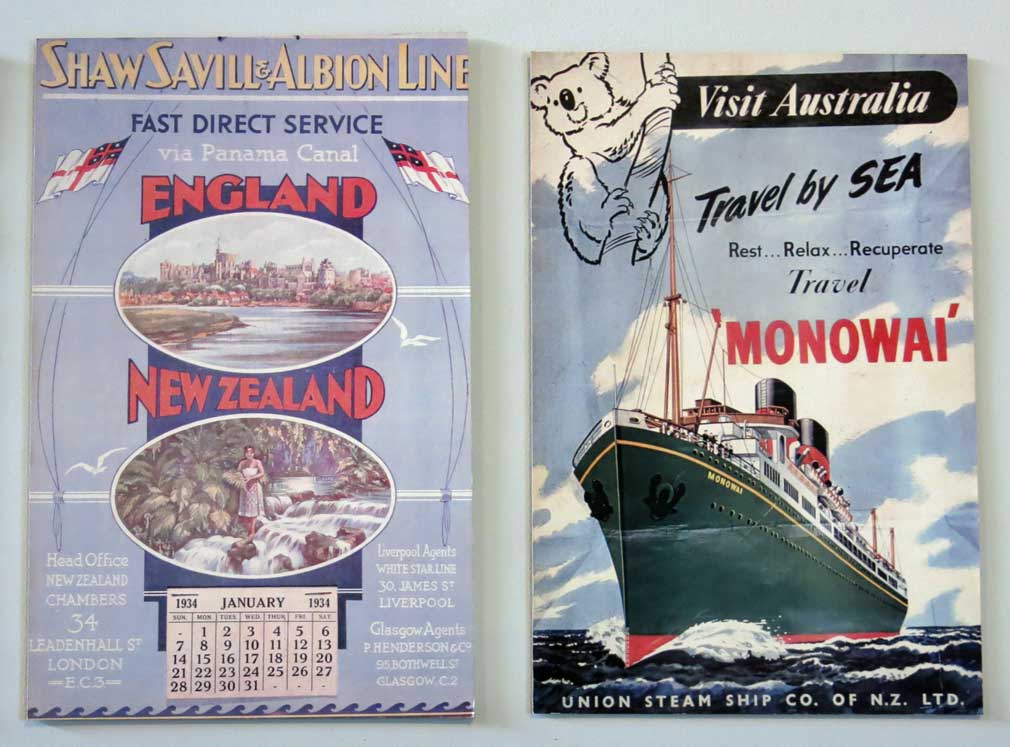 SHAW SAVILL & ALBION LINE
FAST DIRECT SERVICE
via Panama Canal
ENGLAND
NEW ZEALAND
Head Office
NEW ZEALAND
CHAMBERS
34
LEADENHALL ST
LONDON
E.C.3
Liverpool Agents
WHITE STAR LINE
30, JAMES ST
LIVERPOOL
Glasgow Agents
P. HENDERSON & CO
95, BOTHWELL ST
GLASGOW. C.2
1934 JANUARY 1934
SUN. MON. TUES. WED. THUR. FRI. SAT.
- 1 2 3 4 5 6
7 8 9 10 11 12 13
14 15 16 17 18 19 20
21 22 23 24 25 26 27
28 29 30 31 - - -
Visit Australia
Travel by SEA
Rest...Relax...Recuperate
Travel
'MONOWAI'
MONOWAI
UNION STEAM SHIP CO. OF N.Z. LTD.